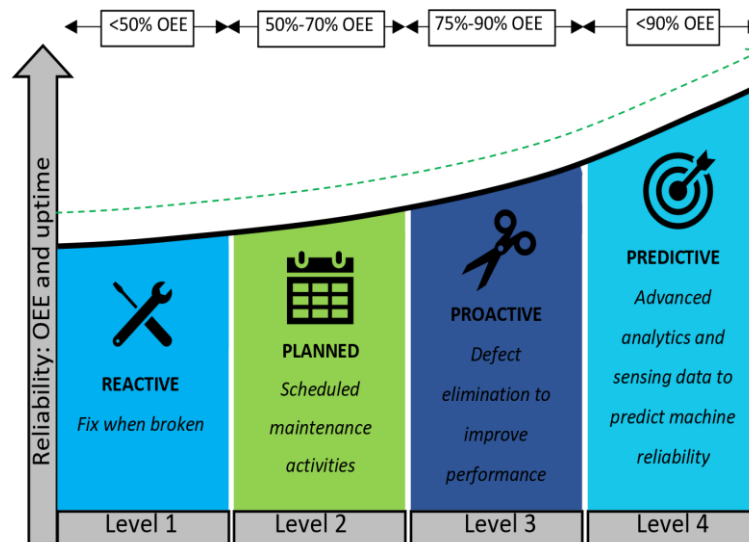 <50% OEE
50%-70% OEE
75%-90% OEE
<90% OEE
Reliability: OEE and uptime
REACTIVE
Fix when broken
PLANNED
Scheduled
maintenance
activities
PROACTIVE
Defect
elimination to
improve
performance
PREDICTIVE
Advanced
analytics and
sensing data to
predict machine
reliability
Level 1
Level 2
Level 3
Level 4